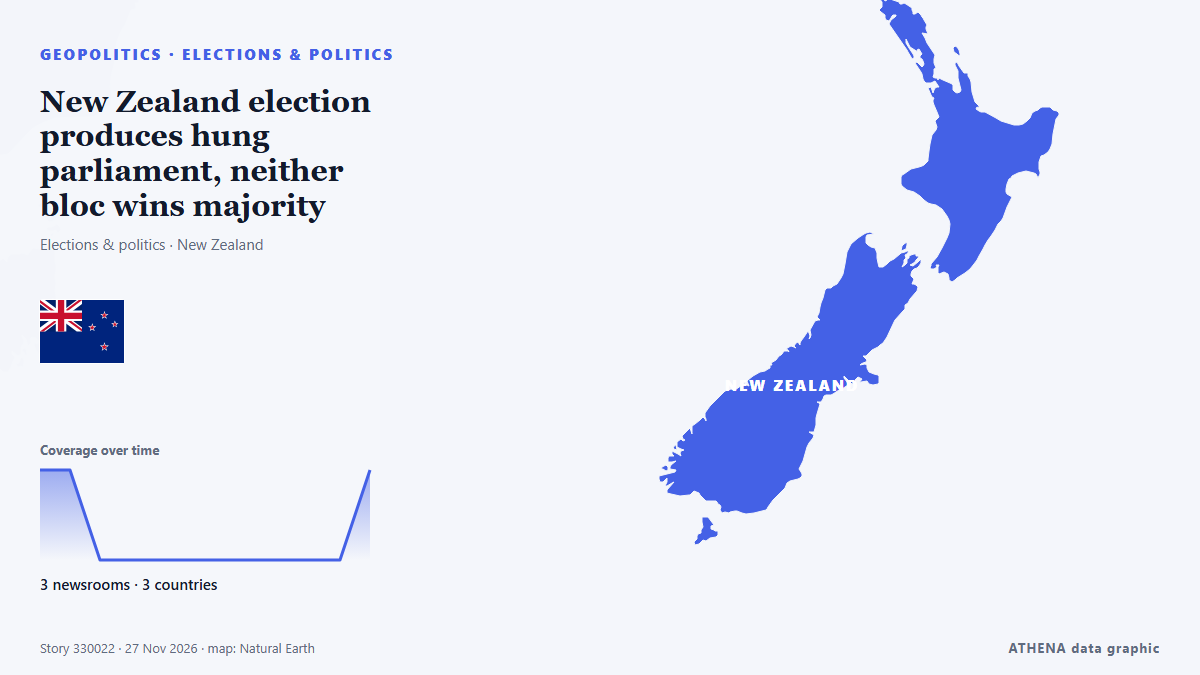 GEOPOLITICS · ELECTIONS & POLITICS
New Zealand election
produces hung
parliament, neither
bloc wins majority
Elections & politics · New Zealand
NEW ZEALAND
Coverage over time
3 newsrooms · 3 countries
Story 330022 · 27 Nov 2026 · map: Natural Earth
ATHENA data graphic